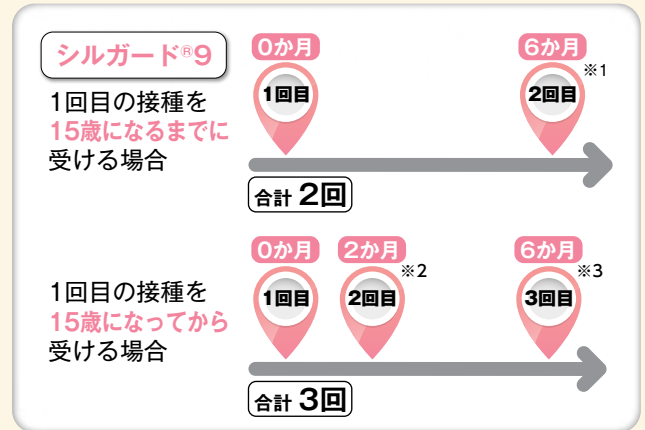 シルガード®9
1回目の接種を
15歳になるまでに
受ける場合
0か月
6か月
1回目
2回目
※1
合計 2回
1回目の接種を
15歳になってから
受ける場合
0か月
2か月
6か月
1回目
2回目
※2
3回目
※3
合計 3回